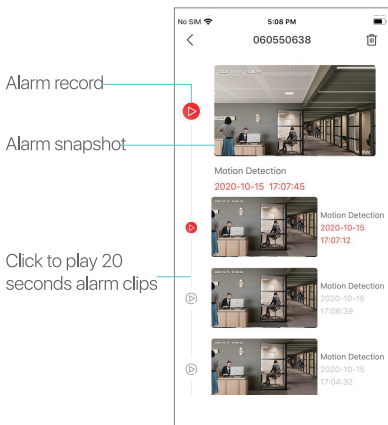 No SIM 5:08 PM
060550638
Alarm record
Alarm snapshot
Motion Detection
2020-10-15 17:07:45
Motion Detection
2020-10-15
17:07:12
Click to play 20
seconds alarm clips
Motion Detection
2020-10-15
17:06:39
Motion Detection
2020-10-15
17:04:32